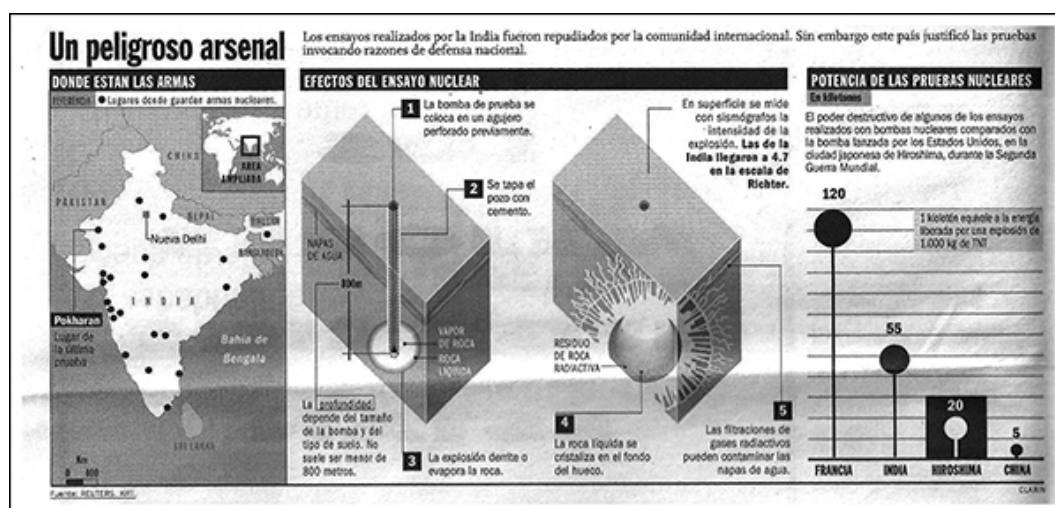 Un peligroso arsenal
Los ensayos realizados por la India fueron repudiados por la comunidad internacional. Sin embargo este país justificó las pruebas
invocando razones de defensa nacional.
DONDE ESTAN LAS ARMAS
REFERENCIA
Lugares donde guardan armas nucleares.
CHINA
AREA
AMPLIADA
PAKISTAN
NEPAL
Nueva Delhi
BANGLADESH
INDIA
Pokharan
Lugar de
la última
prueba
Bahía de
Bengala
SRI LANKA
Km
0 400
Fuente: REUTERS, KRT.
EFECTOS DEL ENSAYO NUCLEAR
1
La bomba de prueba se
coloca en un agujero
perforado previamente.
2
Se tapa el
pozo con
cemento.
NAPAS
DE AGUA
800m
VAPOR
DE ROCA
ROCA
LIQUIDA
La profundidad
depende del tamaño
de la bomba y del
tipo de suelo. No
suele ser menor de
800 metros.
3
La explosión derrite o
evapora la roca.
En superficie se mide
con sismógrafos la
intensidad de la
explosión. Las de la
India llegaron a 4.7
en la escala de
Richter.
RESIDUO
DE ROCA
RADIACTIVA
4
La roca líquida se
cristaliza en el fondo
del hueco.
5
Las filtraciones de
gases radiactivos
pueden contaminar las
napas de agua.
POTENCIA DE LAS PRUEBAS NUCLEARES
En kilotones
El poder destructivo de algunos de los ensayos
realizados con bombas nucleares comparados con
la bomba lanzada por los Estados Unidos, en la
ciudad japonesa de Hiroshima, durante la Segunda
Guerra Mundial.
120
1 kilotón equivale a la energía
liberada por una explosión de
1.000 kg de TNT
55
20
5
FRANCIA INDIA HIROSHIMA CHINA
CLARIN